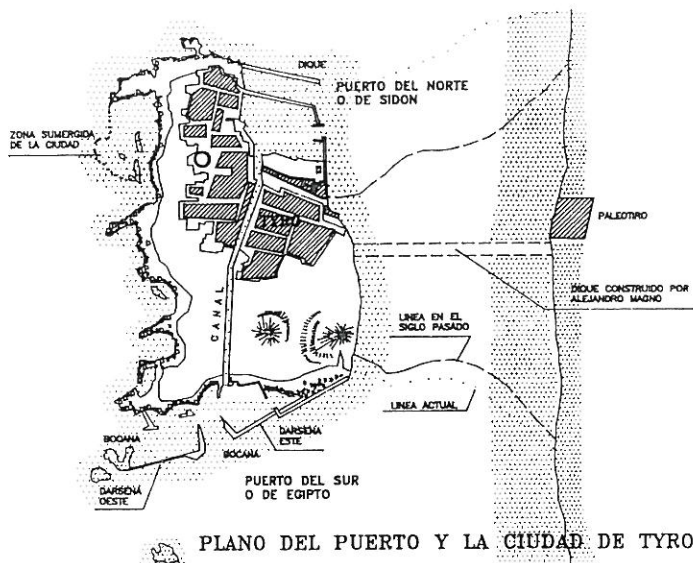 DIQUE
PUERTO DEL NORTE
O. DE SIDON
ZONA SUMERGIDA
DE LA CIUDAD
TYRO
PALEOTIRO
CANAL
DIQUE CONSTRUIDO POR
ALEJANDRO MAGNO
LINEA EN EL
SIGLO PASADO
LINEA ACTUAL
DARSENA
ESTE
BOCANA
BOCANA
DARSENA
OESTE
PUERTO DEL SUR
O DE EGIPTO
PLANO DEL PUERTO Y LA CIUDAD DE TYRO